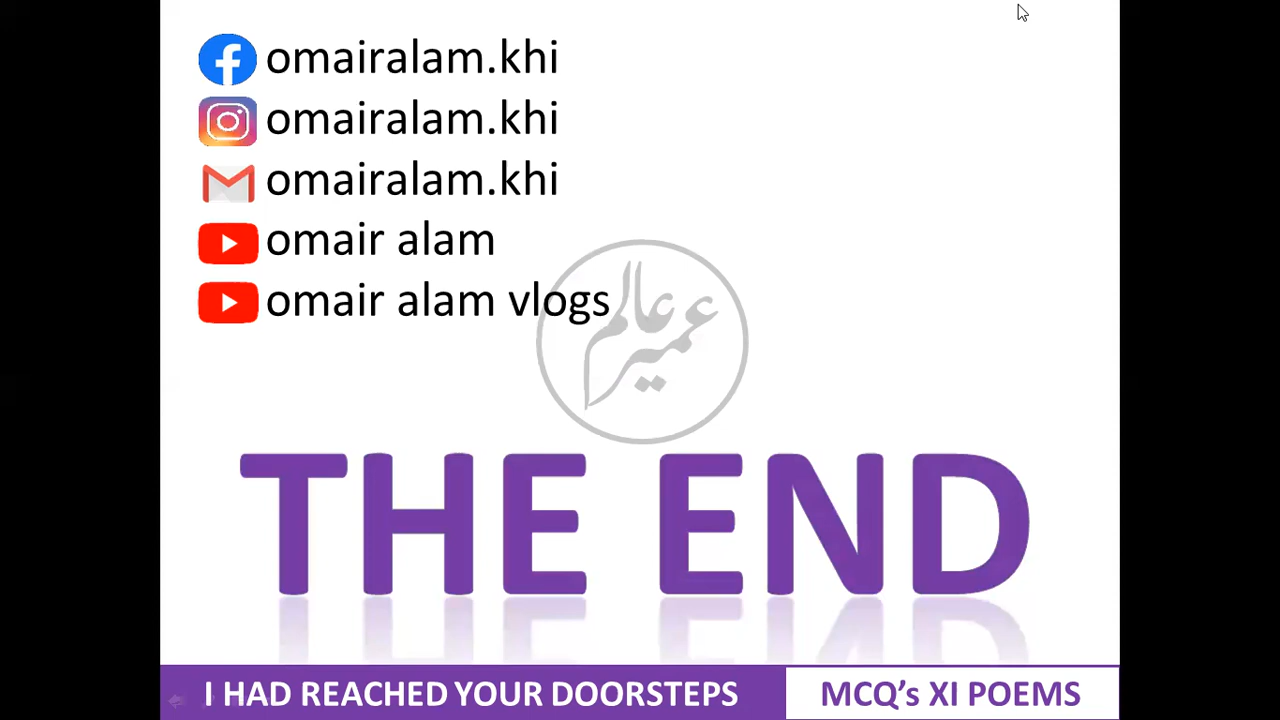 omairalam.khi
omairalam.khi
omairalam.khi
omair alam
omair alam vlogs
عمیر عالم
THE END
I HAD REACHED YOUR DOORSTEPS
MCQ’s XI POEMS